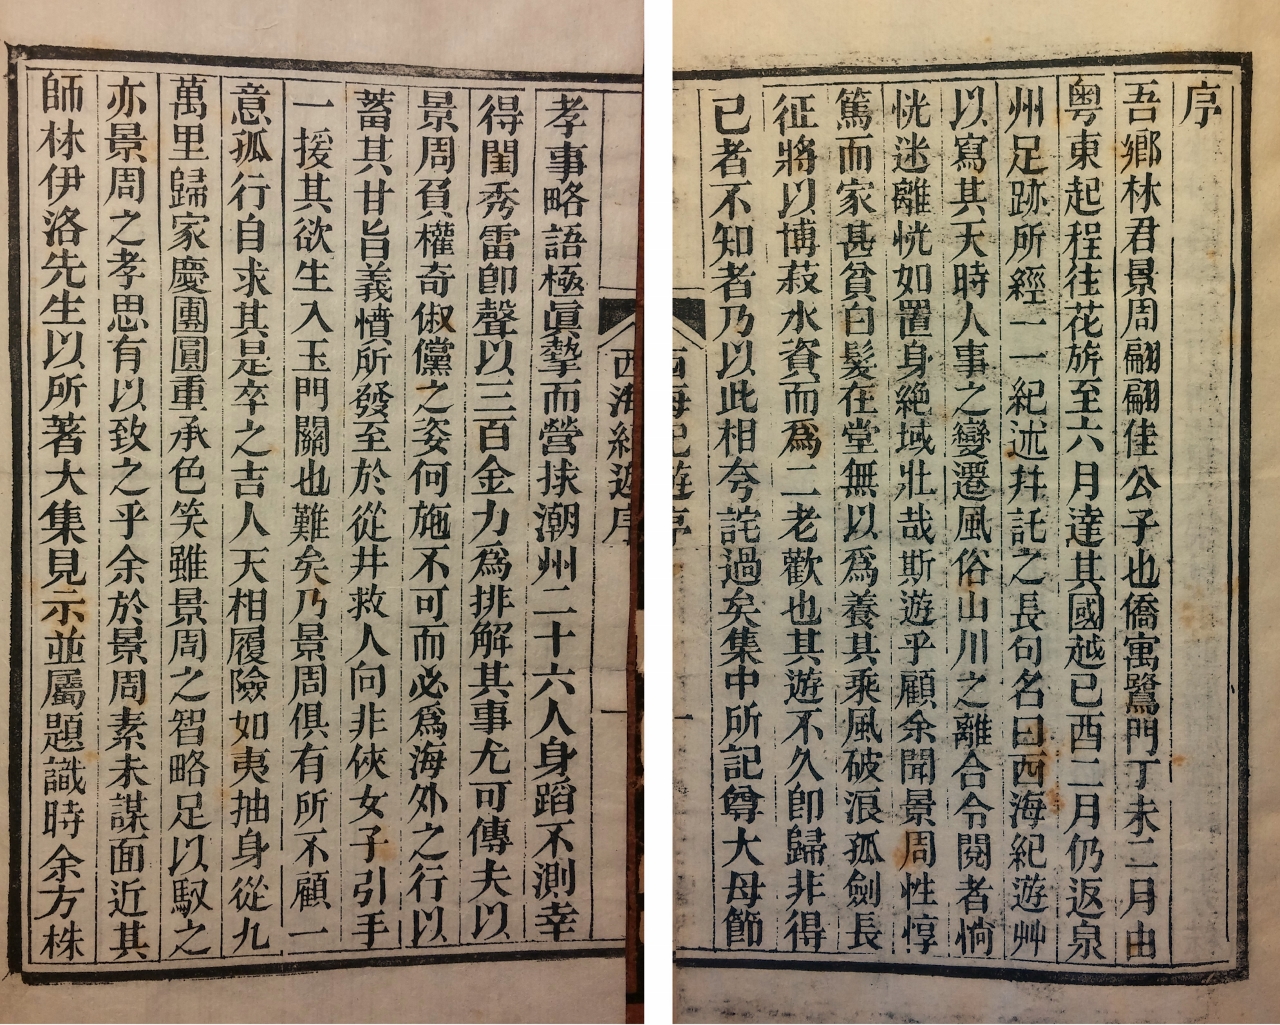 序
吾鄉林君景周翩翩佳公子也僑寓鷺門丁未二月由
粵東起程往花旂至六月達其國越已酉二月仍返泉
州足跡所經一一紀述幷託之長句名曰西海紀遊艸
以寫其天時人事之變遷風俗山川之離合令閱者惝
恍迷離恍如置身絶域壯哉斯遊乎顧余聞景周性惇
篤而家甚貧白髮在堂無以為養其乘風破浪孤劍長
征將以博菽水資而為二老歡也其遊不久卽歸非得
已者不知者乃以此相夸詫過矣集中所記尊大母節
西海紀遊序
一
孝事略語極眞摯而營捄潮州二十六人身蹈不測幸
得閨秀雷卽聲以三百金力為排解其事尤可傳夫以
景周負權奇俶儻之姿何施不可而必為海外之行以
蓄其甘旨義憤所發至於從井救人向非俠女子引手
一援其欲生入玉門關也難矣乃景周俱有所不顧一
意孤行自求其是卒之吉人天相履險如夷抽身從九
萬里歸家慶團圓重承色笑雖景周之智略足以馭之
亦景周之孝思有以致之乎余於景周素未謀面近其
師林伊洛先生以所著大集見示並屬題識時余方株